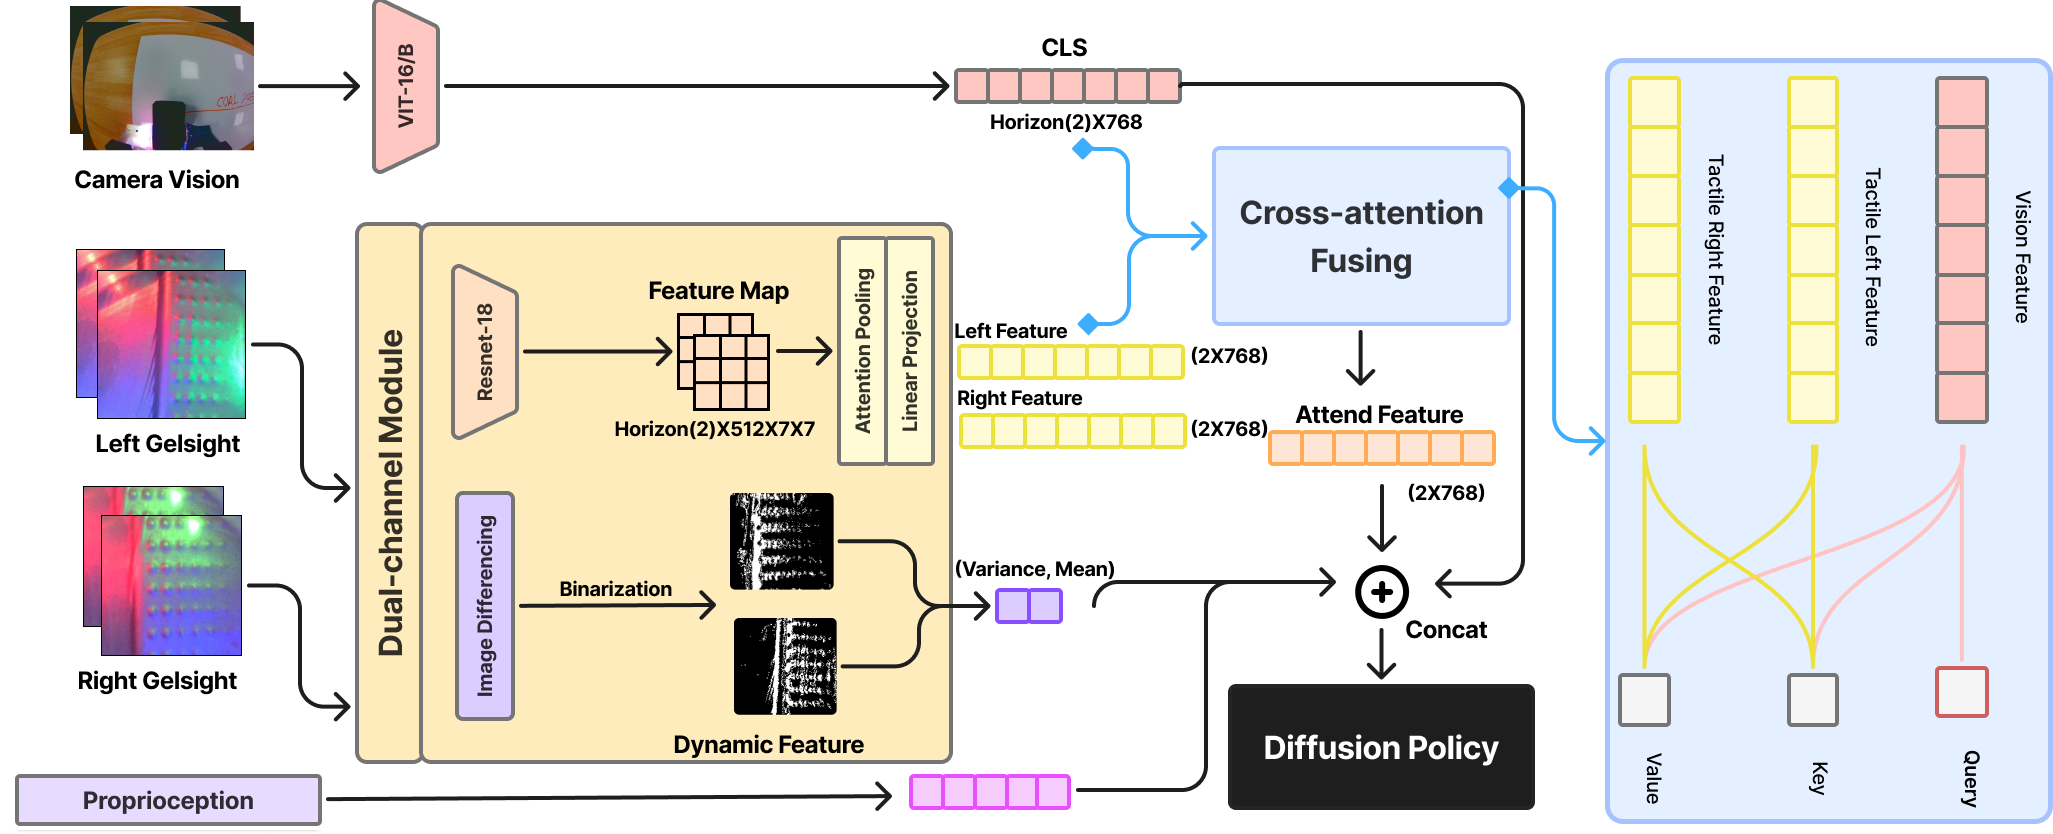 Camera Vision
VIT-16/B
CLS
Horizon(2)X768
Left Gelsight
Right Gelsight
Dual-channel Module
Resnet-18
Feature Map
Horizon(2)X512X7X7
Attention Pooling
Linear Projection
Image Differencing
Binarization
Dynamic Feature
Left Feature
(2X768)
Right Feature
(2X768)
(Variance, Mean)
Proprioception
Cross-attention
Fusing
Attend Feature
(2X768)
Concat
Diffusion Policy
Tactile Right Feature
Tactile Left Feature
Vision Feature
Value
Key
Query